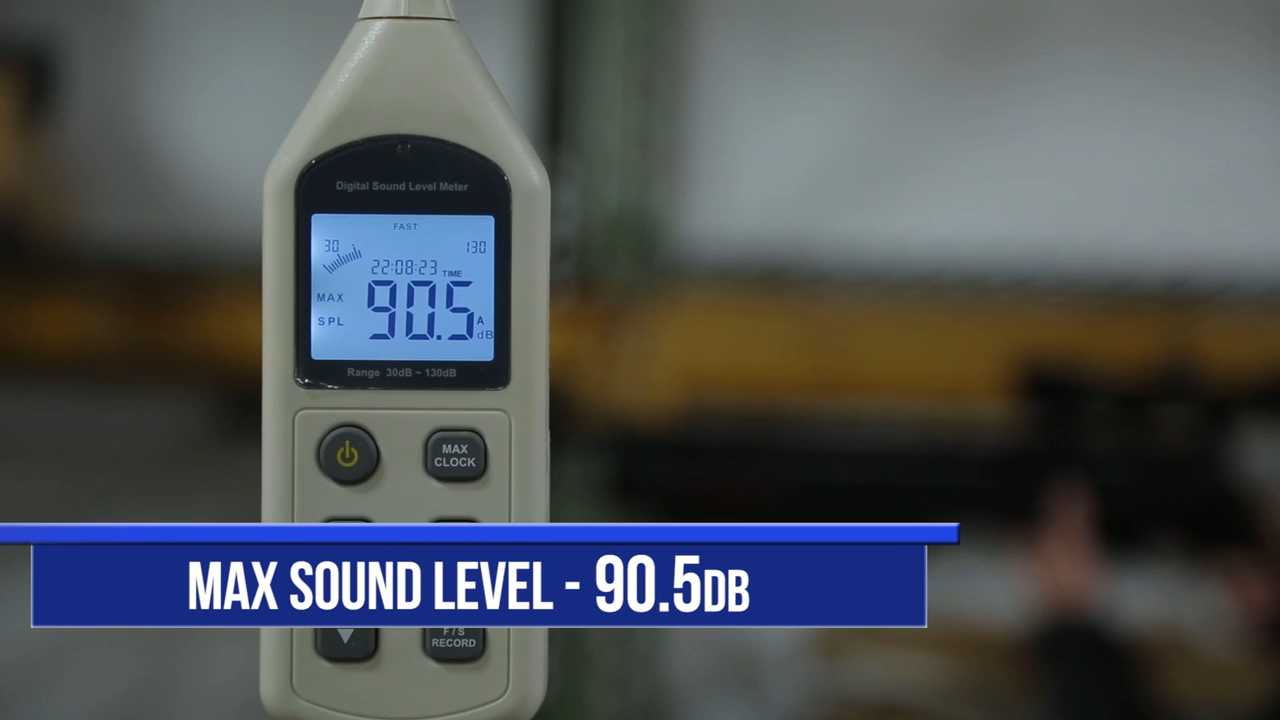 Digital Sound Level Meter
FAST
30 130
22:08:23 TIME
MAX
SPL 90.5 A dB
Range 30dB ~ 130dB
MAX CLOCK
MAX SOUND LEVEL - 90.5DB
F/S
RECORD